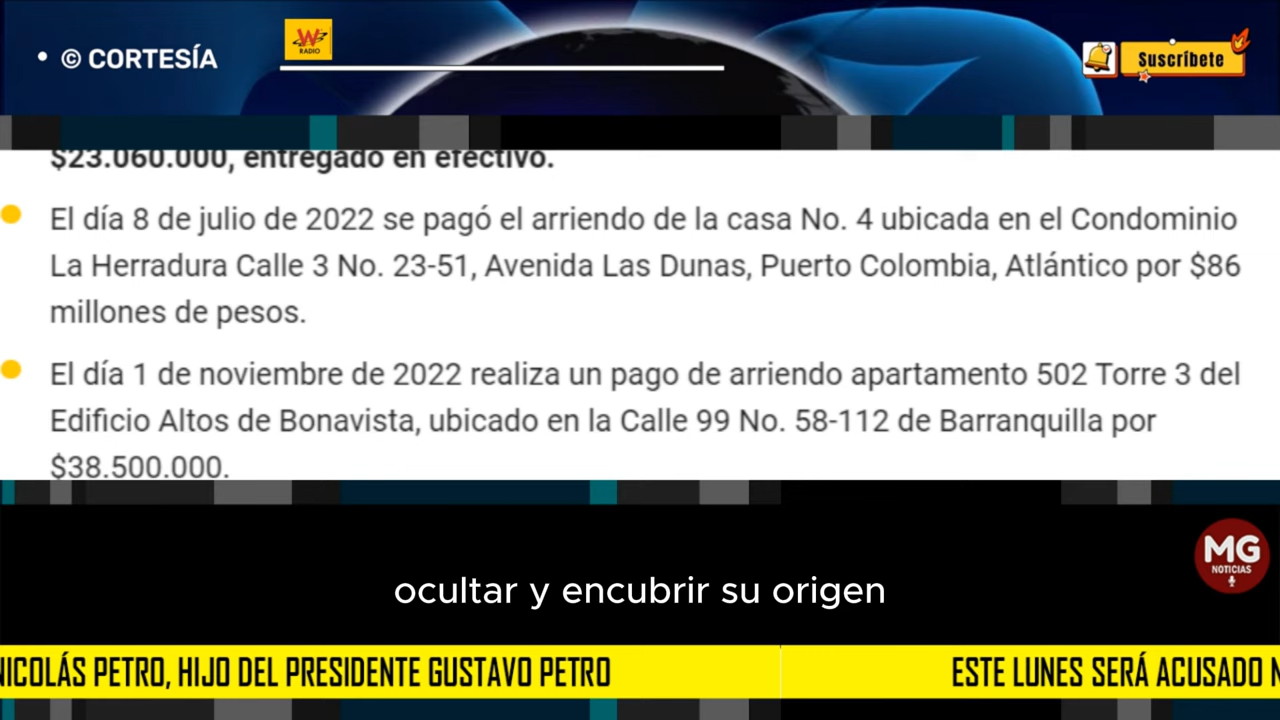 • © CORTESÍA
W
RADIO
Suscríbete
$23.060.000, entregado en efectivo.
El día 8 de julio de 2022 se pagó el arriendo de la casa No. 4 ubicada en el Condominio
La Herradura Calle 3 No. 23-51, Avenida Las Dunas, Puerto Colombia, Atlántico por $86
millones de pesos.
El día 1 de noviembre de 2022 realiza un pago de arriendo apartamento 502 Torre 3 del
Edificio Altos de Bonavista, ubicado en la Calle 99 No. 58-112 de Barranquilla por
$38.500.000.
MG
NOTICIAS
ocultar y encubrir su origen
NICOLÁS PETRO, HIJO DEL PRESIDENTE GUSTAVO PETRO
ESTE LUNES SERÁ ACUSADO N